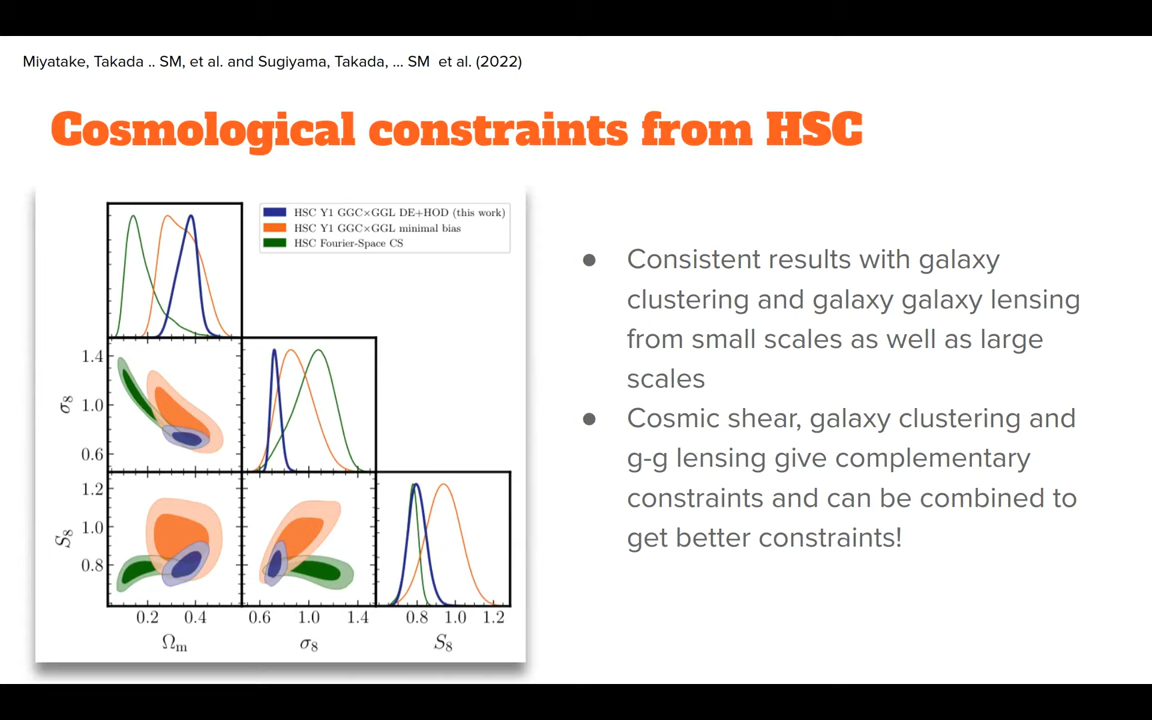 Miyatake, Takada .. SM, et al. and Sugiyama, Takada, ... SM et al. (2022)
Cosmological constraints from HSC
HSC Y1 GGC×GGL DE+HOD (this work)
HSC Y1 GGC×GGL minimal bias
HSC Fourier-Space CS
1.4
1.0
0.6
σ₈
1.2
1.0
0.8
S₈
0.2 0.4
0.6 1.0 1.4
0.8 1.0 1.2
Ωₘ
σ₈
S₈
● Consistent results with galaxy
clustering and galaxy galaxy lensing
from small scales as well as large
scales
● Cosmic shear, galaxy clustering and
g-g lensing give complementary
constraints and can be combined to
get better constraints!